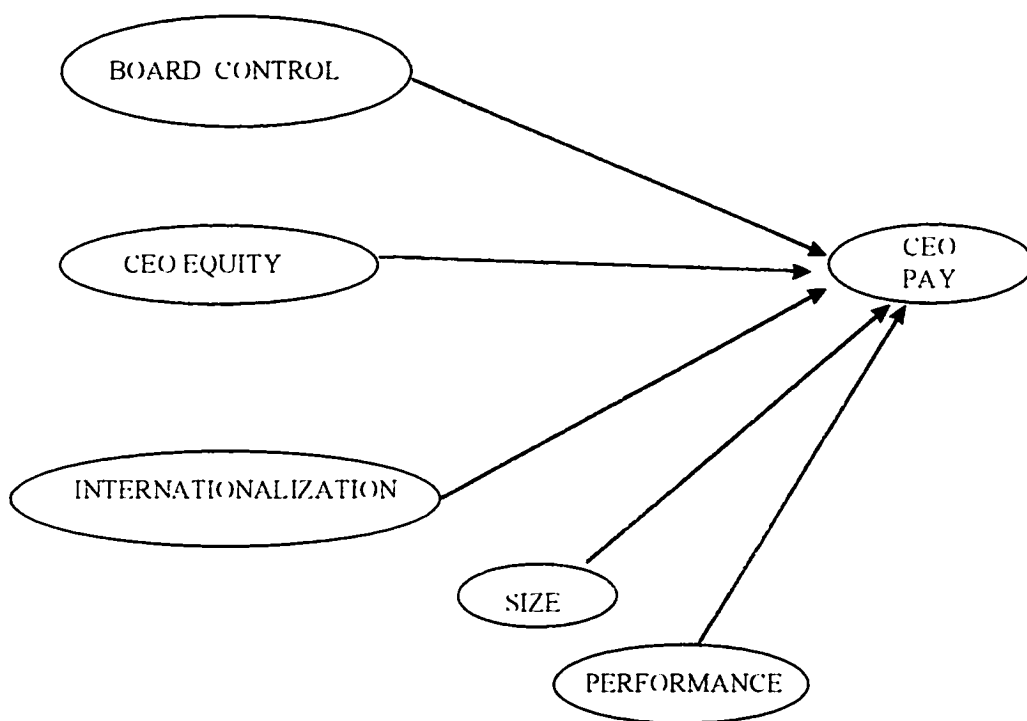 BOARD CONTROL
CEO EQUITY
CEO
PAY
INTERNATIONALIZATION
SIZE
PERFORMANCE